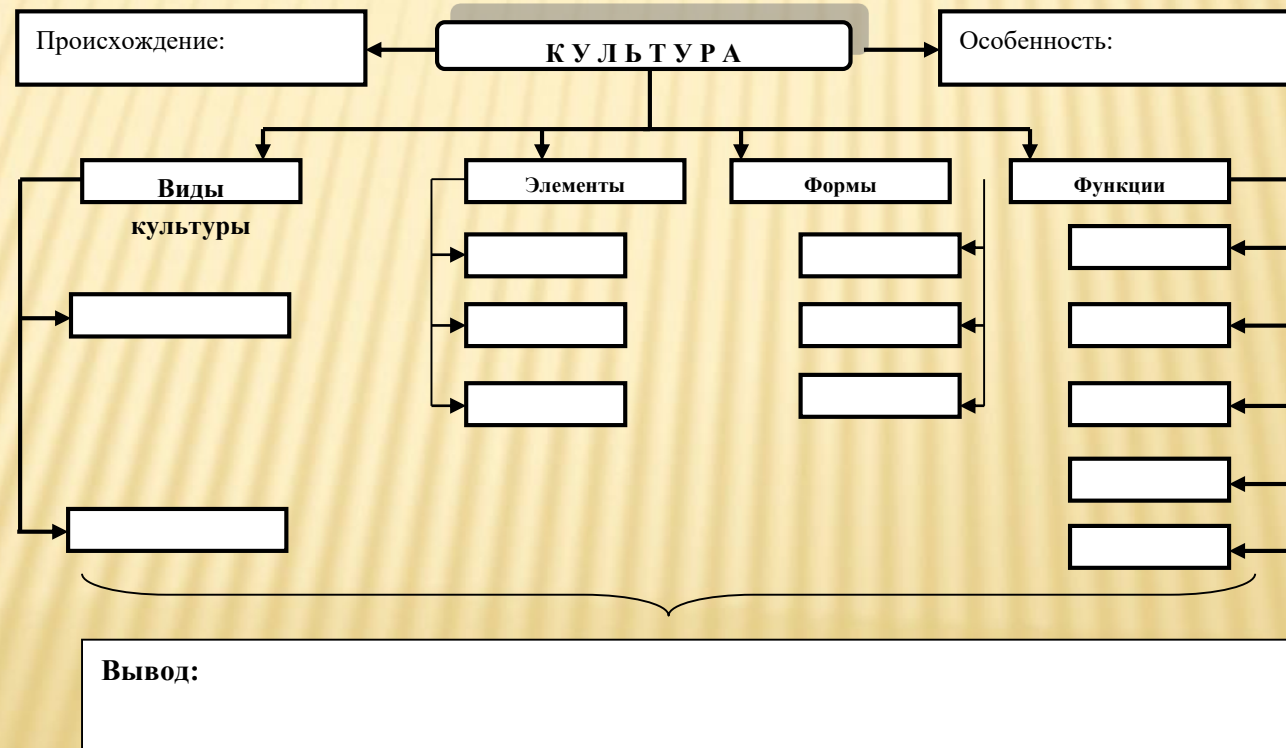 Происхождение:
К У Л Ь Т У Р А
Особенность:
Виды
культуры
Элементы
Формы
Функции
Вывод: